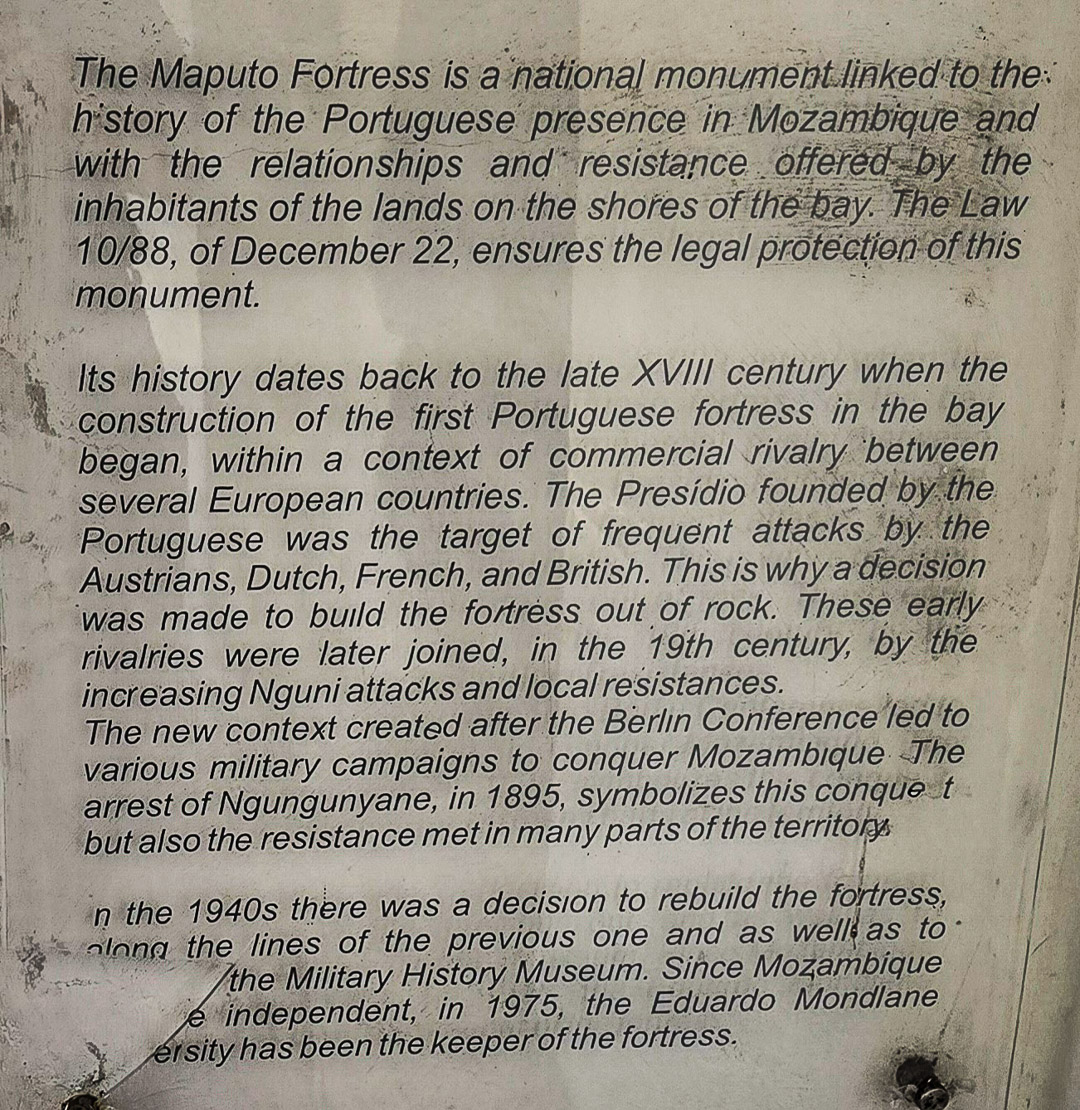 The Maputo Fortress is a national monument linked to the
h story of the Portuguese presence in Mozambique and
with the relationships and resistance offered by the
inhabitants of the lands on the shores of the bay. The Law
10/88, of December 22, ensures the legal protection of this
monument.
Its history dates back to the late XVIII century when the
construction of the first Portuguese fortress in the bay
began, within a context of commercial rivalry between
several European countries. The Presídio founded by the
Portuguese was the target of frequent attacks by the
Austrians, Dutch, French, and British. This is why a decision
was made to build the fortress out of rock. These early
rivalries were later joined, in the 19th century, by the
increasing Nguni attacks and local resistances.
The new context created after the Berlin Conference led to
various military campaigns to conquer Mozambique The
arrest of Ngungunyane, in 1895, symbolizes this conque t
but also the resistance met in many parts of the territory.
n the 1940s there was a decision to rebuild the fortress,
along the lines of the previous one and as well as to
the Military History Museum. Since Mozambique
e independent, in 1975, the Eduardo Mondlane
ersity has been the keeper of the fortress.